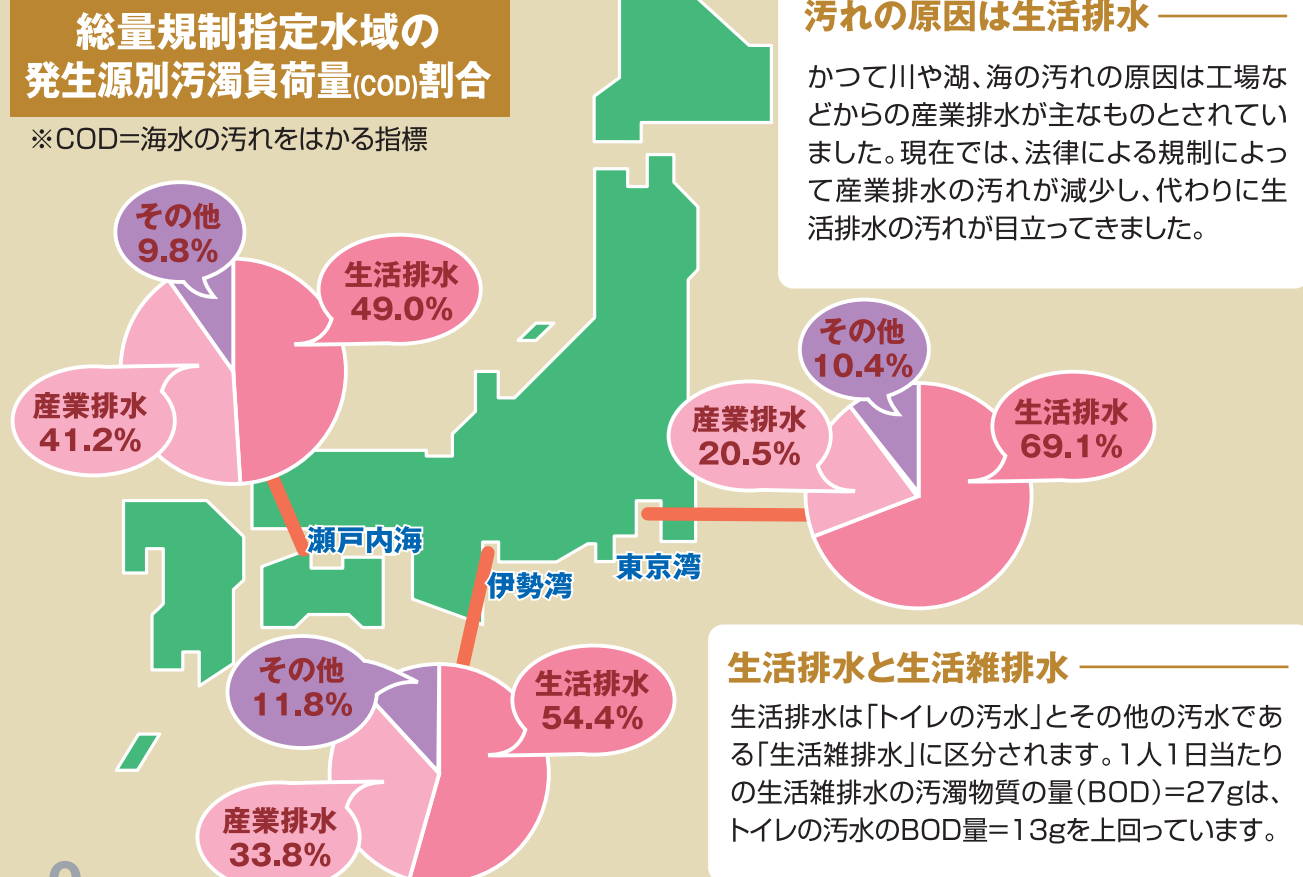 総量規制指定水域の
発生源別汚濁負荷量(COD)割合
※COD=海水の汚れをはかる指標
その他
9.8%
生活排水
49.0%
産業排水
41.2%
瀬戸内海
その他
11.8%
生活排水
54.4%
産業排水
33.8%
伊勢湾
その他
10.4%
生活排水
69.1%
産業排水
20.5%
東京湾
汚れの原因は生活排水
かつて川や湖、海の汚れの原因は工場な
どからの産業排水が主なものとされてい
ました。現在では、法律による規制によっ
て産業排水の汚れが減少し、代わりに生
活排水の汚れが目立ってきました。
生活排水と生活雑排水
生活排水は「トイレの汚水」とその他の汚水であ
る「生活雑排水」に区分されます。1人1日当たり
の生活雑排水の汚濁物質の量(BOD)=27gは、
トイレの汚水のBOD量=13gを上回っています。